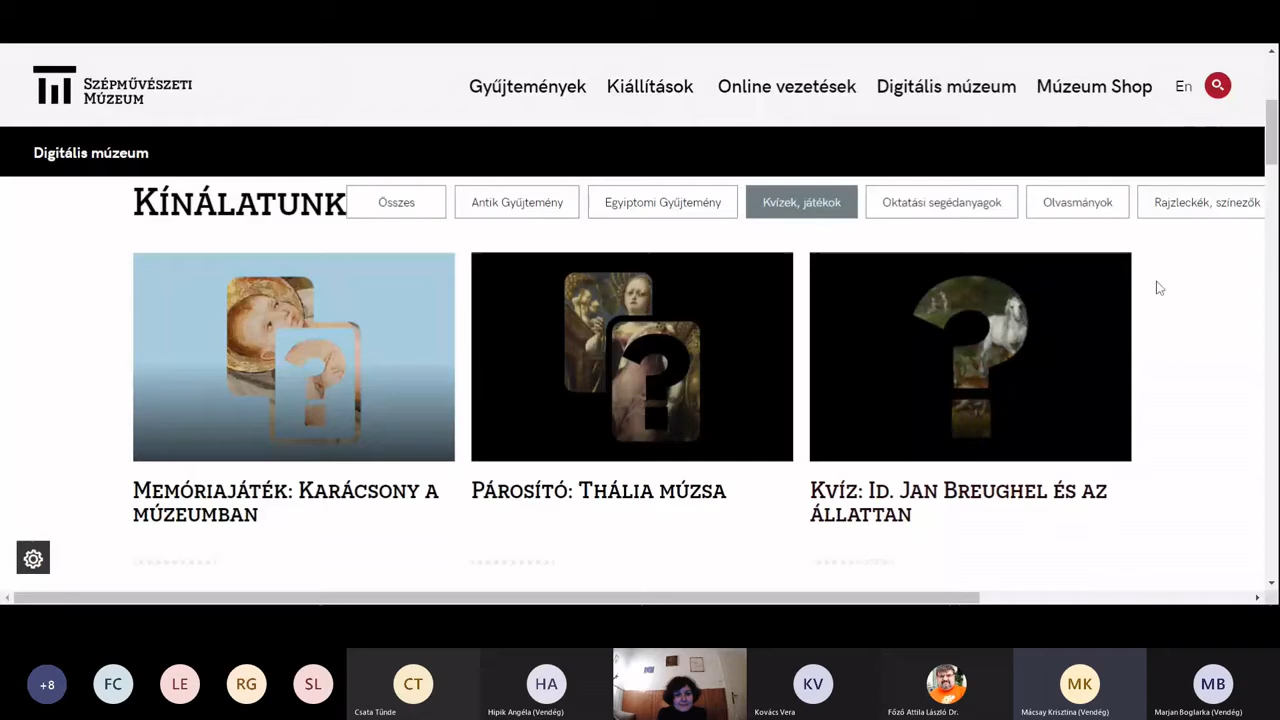 Szépművészeti
Múzeum
Gyűjtemények
Kiállítások
Online vezetések
Digitális múzeum
Múzeum Shop
En
Digitális múzeum
Kínálatunk
Összes
Antik Gyűjtemény
Egyiptomi Gyűjtemény
Kvízek, játékok
Oktatási segédanyagok
Olvasmányok
Rajzleckék, színezők
Memóriajáték: Karácsony a
múzeumban
Párosító: Thália múzsa
Kvíz: Id. Jan Breughel és az
állattan
+8
FC
LE
RG
SL
CT
Csata Tünde
HA
Hipik Angéla (Vendég)
KV
Kovács Vera
Főző Attila László Dr.
MK
Mácsay Krisztina (Vendég)
MB
Marjan Boglarka (Vendég)